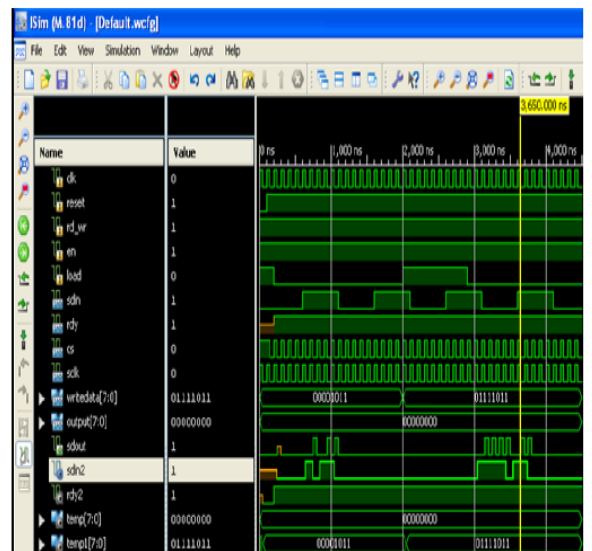 ISim (M.81d) - [Default.wcfg]
File Edit View Simulation Window Layout Help
3,650.000 ns
Name Value
0 ns 1,000 ns 2,000 ns 3,000 ns 4,000 ns
clk 0
reset 1
rd_wr 1
en 1
load 0
sdin 1
rdy 1
cs 0
sclk 0
writedata[7:0] 01111011 00001011 01111011
output[7:0] 00000000 00000000
sdout 1
sdin2 1
rdy2 1
temp[7:0] 00000000 00000000
temp1[7:0] 01111011 00001011 01111011